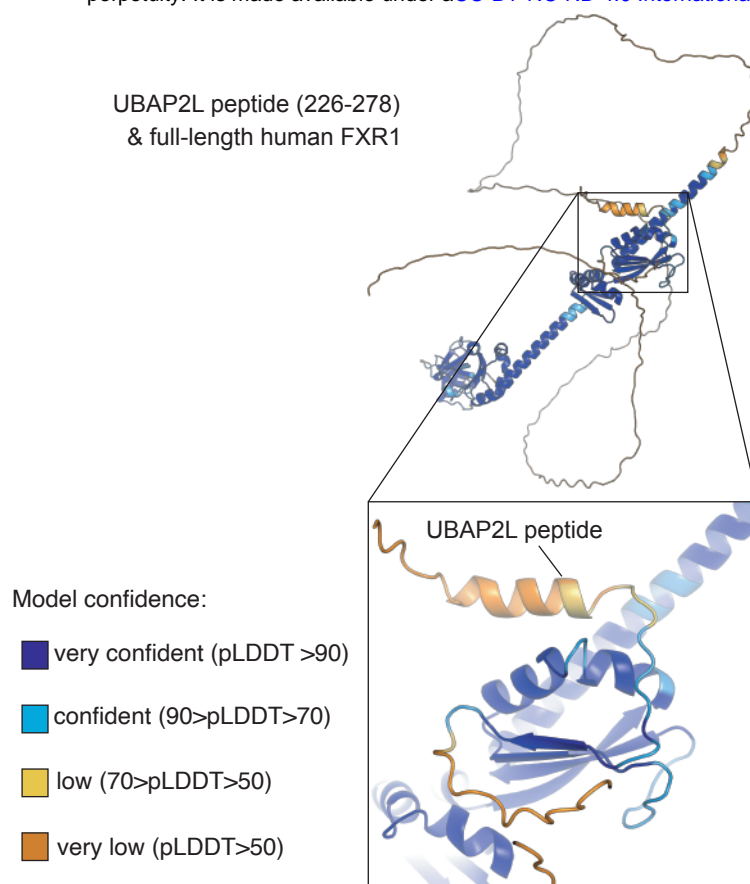 UBAP2L peptide (226-278)
& full-length human FXR1
UBAP2L peptide
Model confidence:
very confident (pLDDT >90)
confident (90>pLDDT>70)
low (70>pLDDT>50)
very low (pLDDT>50)